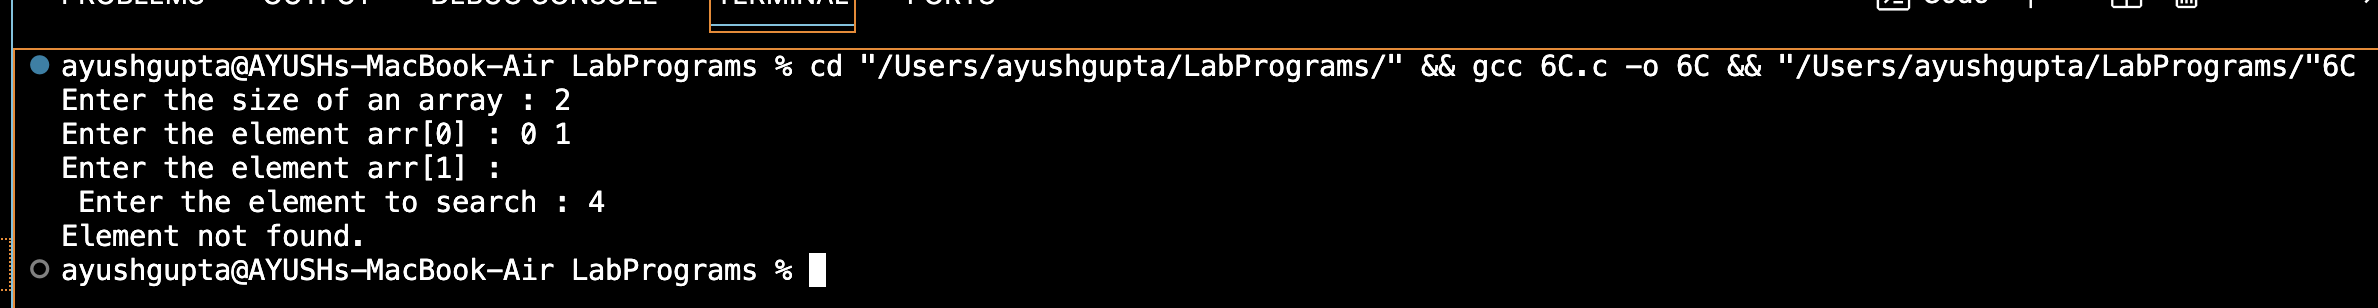 PROBLEMS OUTPUT DEBUG CONSOLE TERMINAL PORTS Code
ayushgupta@AYUSHs-MacBook-Air LabPrograms % cd "/Users/ayushgupta/LabPrograms/" && gcc 6C.c -o 6C && "/Users/ayushgupta/LabPrograms/"6C
Enter the size of an array : 2
Enter the element arr[0] : 0 1
Enter the element arr[1] :
 Enter the element to search : 4
Element not found.
ayushgupta@AYUSHs-MacBook-Air LabPrograms %